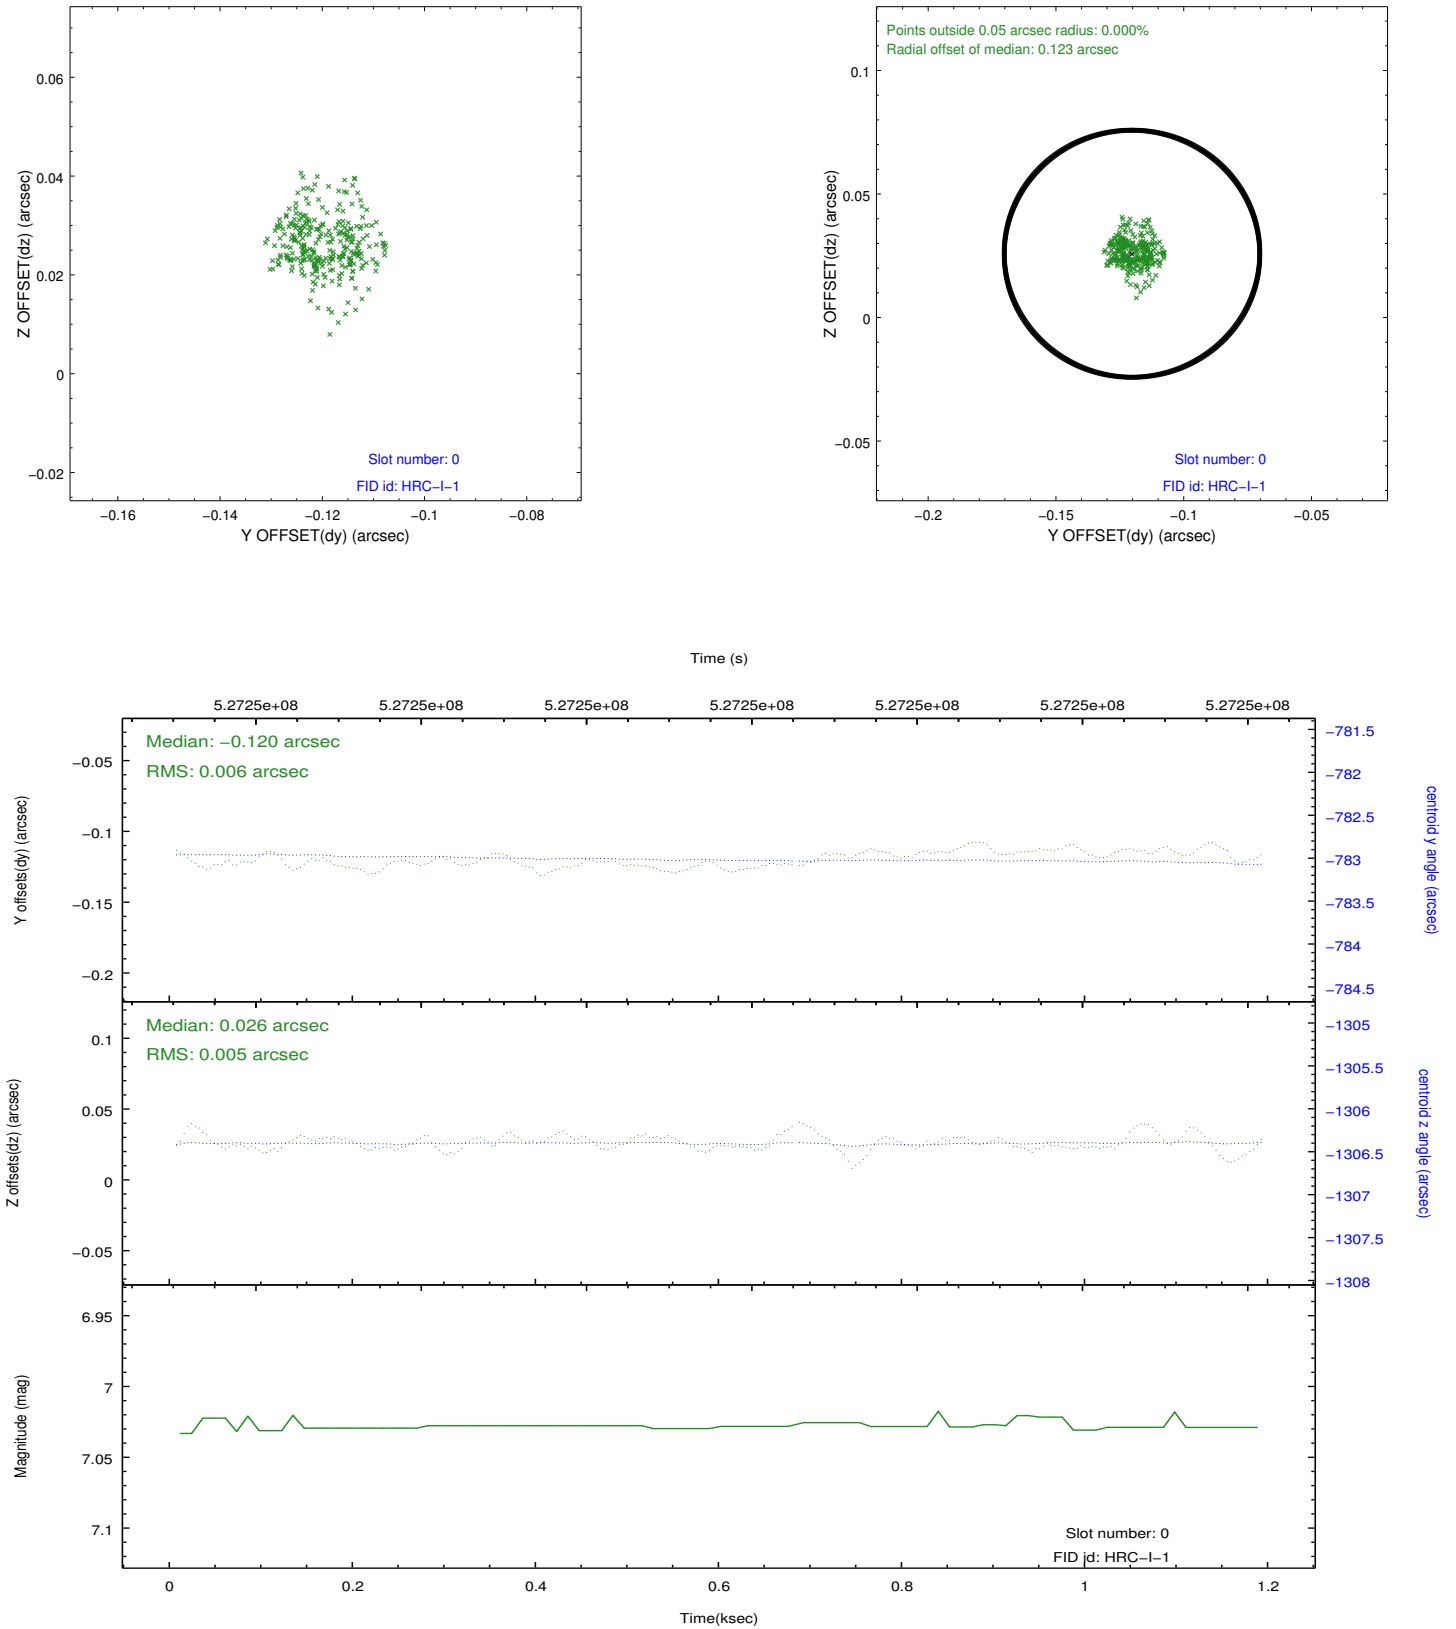 0.06
0.04
0.02
0
−0.02
Z OFFSET(dz) (arcsec)
Slot number: 0
FID id: HRC−I−1
−0.16
−0.14
−0.12
−0.1
−0.08
Y OFFSET(dy) (arcsec)
Points outside 0.05 arcsec radius: 0.000%
Radial offset of median: 0.123 arcsec
0.1
0.05
0
−0.05
Z OFFSET(dz) (arcsec)
Slot number: 0
FID id: HRC−I−1
−0.2
−0.15
−0.1
−0.05
Y OFFSET(dy) (arcsec)
Time (s)
5.2725e+08
5.2725e+08
5.2725e+08
5.2725e+08
5.2725e+08
5.2725e+08
5.2725e+08
Median: −0.120 arcsec
RMS: 0.006 arcsec
−0.05
−0.1
−0.15
−0.2
Y offsets(dy) (arcsec)
−781.5
−782
−782.5
−783
−783.5
−784
−784.5
centroid y angle (arcsec)
Median: 0.026 arcsec
RMS: 0.005 arcsec
0.1
0.05
0
−0.05
Z offsets(dz) (arcsec)
−1305
−1305.5
−1306
−1306.5
−1307
−1307.5
−1308
centroid z angle (arcsec)
6.95
7
7.05
7.1
Magnitude (mag)
Slot number: 0
FID id: HRC−I−1
0
0.2
0.4
0.6
0.8
1
1.2
Time(ksec)